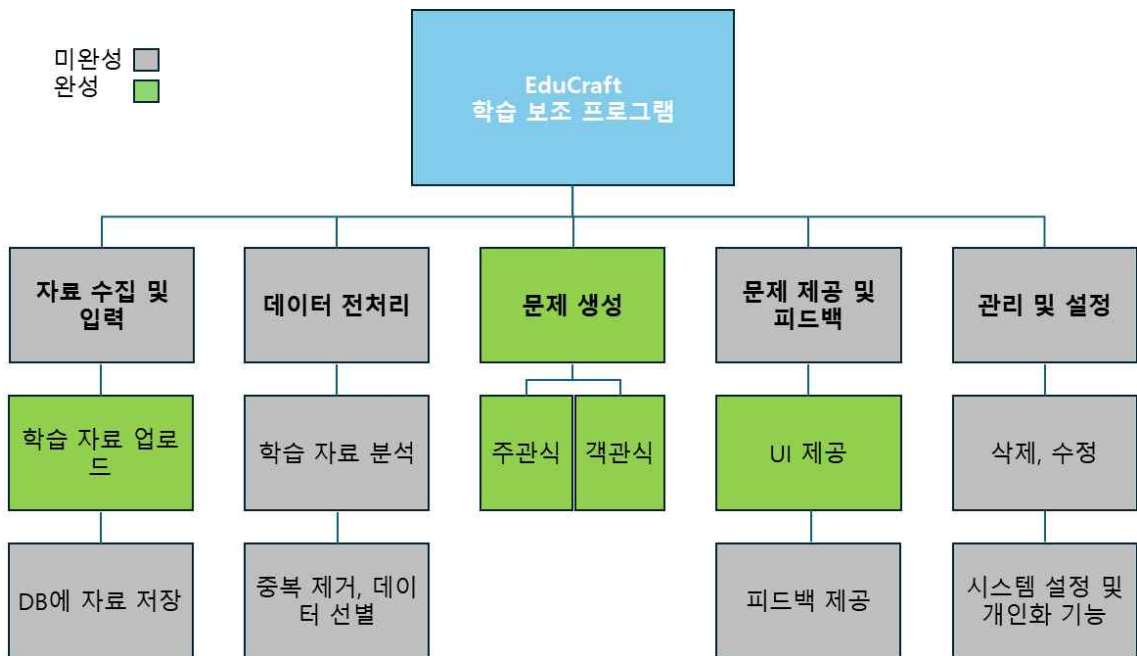 미완성
완성
EduCraft
학습 보조 프로그램
자료 수집 및
입력
데이터 전처리
문제 생성
문제 제공 및
피드백
관리 및 설정
학습 자료 업로
드
학습 자료 분석
주관식
객관식
UI 제공
삭제, 수정
DB에 자료 저장
중복 제거, 데이
터 선별
피드백 제공
시스템 설정 및
개인화 기능